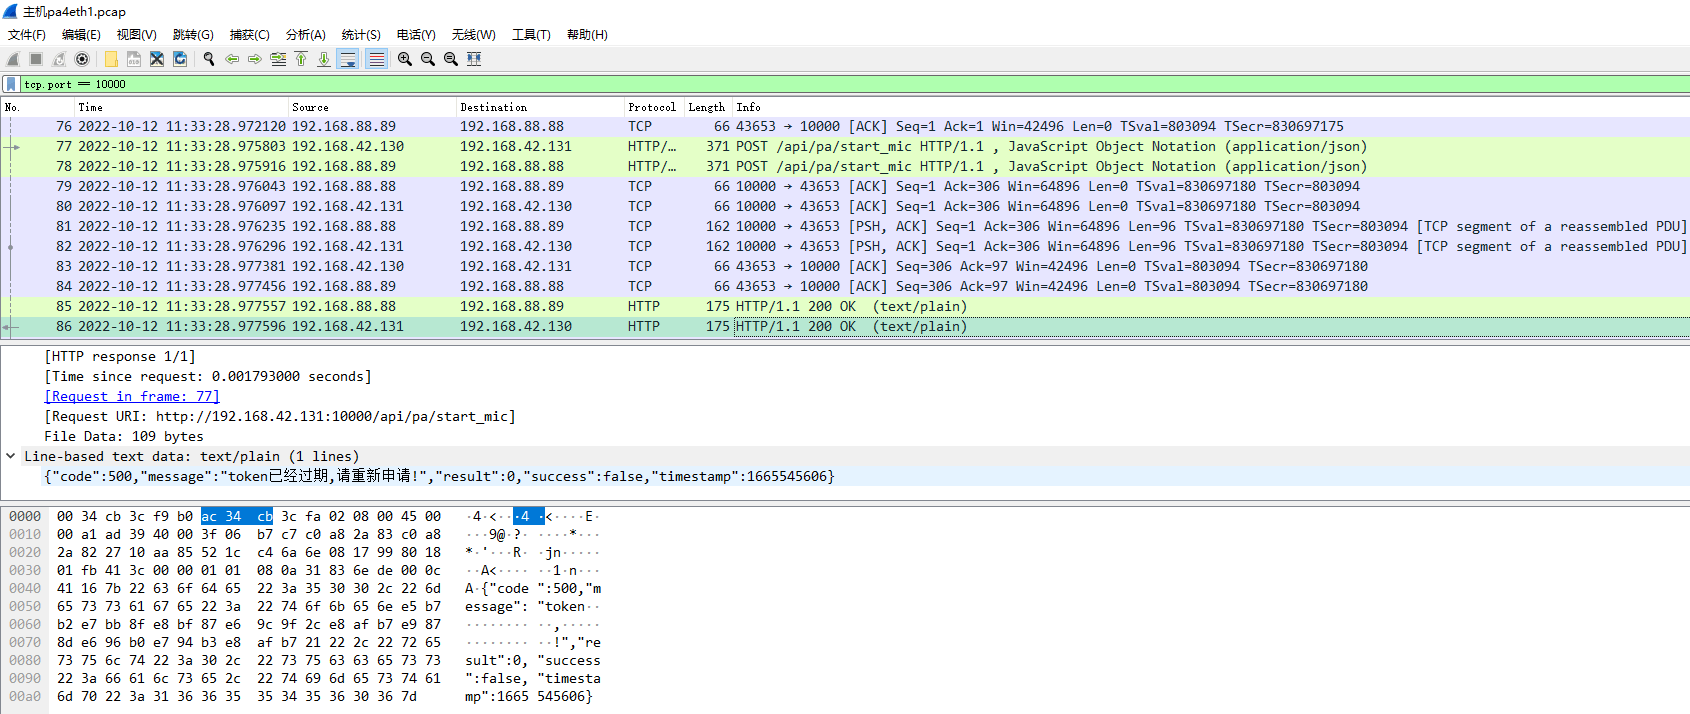 主机pa4eth1.pcap
文件(F) 编辑(E) 视图(V) 跳转(G) 捕获(C) 分析(A) 统计(S) 电话(Y) 无线(W) 工具(T) 帮助(H)
tcp.port == 10000
No. Time Source Destination Protocol Length Info
76 2022-10-12 11:33:28.972120 192.168.88.89 192.168.88.88 TCP 66 43653 → 10000 [ACK] Seq=1 Ack=1 Win=42496 Len=0 TSval=803094 TSecr=830697175
77 2022-10-12 11:33:28.975803 192.168.42.130 192.168.42.131 HTTP/… 371 POST /api/pa/start_mic HTTP/1.1 , JavaScript Object Notation (application/json)
78 2022-10-12 11:33:28.975916 192.168.88.89 192.168.88.88 HTTP/… 371 POST /api/pa/start_mic HTTP/1.1 , JavaScript Object Notation (application/json)
79 2022-10-12 11:33:28.976043 192.168.88.88 192.168.88.89 TCP 66 10000 → 43653 [ACK] Seq=1 Ack=306 Win=64896 Len=0 TSval=830697180 TSecr=803094
80 2022-10-12 11:33:28.976097 192.168.42.131 192.168.42.130 TCP 66 10000 → 43653 [ACK] Seq=1 Ack=306 Win=64896 Len=0 TSval=830697180 TSecr=803094
81 2022-10-12 11:33:28.976235 192.168.88.88 192.168.88.89 TCP 162 10000 → 43653 [PSH, ACK] Seq=1 Ack=306 Win=64896 Len=96 TSval=830697180 TSecr=803094 [TCP segment of a reassembled PDU]
82 2022-10-12 11:33:28.976296 192.168.42.131 192.168.42.130 TCP 162 10000 → 43653 [PSH, ACK] Seq=1 Ack=306 Win=64896 Len=96 TSval=830697180 TSecr=803094 [TCP segment of a reassembled PDU]
83 2022-10-12 11:33:28.977381 192.168.42.130 192.168.42.131 TCP 66 43653 → 10000 [ACK] Seq=306 Ack=97 Win=42496 Len=0 TSval=803094 TSecr=830697180
84 2022-10-12 11:33:28.977456 192.168.88.89 192.168.88.88 TCP 66 43653 → 10000 [ACK] Seq=306 Ack=97 Win=42496 Len=0 TSval=803094 TSecr=830697180
85 2022-10-12 11:33:28.977557 192.168.88.88 192.168.88.89 HTTP 175 HTTP/1.1 200 OK (text/plain)
86 2022-10-12 11:33:28.977596 192.168.42.131 192.168.42.130 HTTP 175 HTTP/1.1 200 OK (text/plain)
[HTTP response 1/1]
[Time since request: 0.001793000 seconds]
[Request in frame: 77]
[Request URI: http://192.168.42.131:10000/api/pa/start_mic]
File Data: 109 bytes
Line-based text data: text/plain (1 lines)
{"code":500,"message":"token已经过期,请重新申请!","result":0,"success":false,"timestamp":1665545606}
0000 00 34 cb 3c f9 b0 ac 34 cb 3c fa 02 08 00 45 00 ·4·<···4·<····E·
0010 00 a1 ad 39 40 00 3f 06 b7 c7 c0 a8 2a 83 c0 a8 ···9@·?·····*···
0020 2a 82 27 10 aa 85 52 1c c4 6a 6e 08 17 99 80 18 *·'···R··jn·····
0030 01 fb 41 3c 00 00 01 01 08 0a 31 83 6e de 00 0c ··A<······1·n···
0040 41 16 7b 22 63 6f 64 65 22 3a 35 30 30 2c 22 6d A·{"code":500,"m
0050 65 73 73 61 67 65 22 3a 22 74 6f 6b 65 6e e5 b7 essage":"token··
0060 b2 e7 bb 8f e8 bf 87 e6 9c 9f 2c e8 af b7 e9 87 ··········,·····
0070 8d e6 96 b0 e7 94 b3 e8 af b7 21 22 2c 22 72 65 ··········!","re
0080 73 75 6c 74 22 3a 30 2c 22 73 75 63 63 65 73 73 sult":0,"success
0090 22 3a 66 61 6c 73 65 2c 22 74 69 6d 65 73 74 61 ":false,"timesta
00a0 6d 70 22 3a 31 36 36 35 35 34 35 36 30 36 7d mp":1665545606}